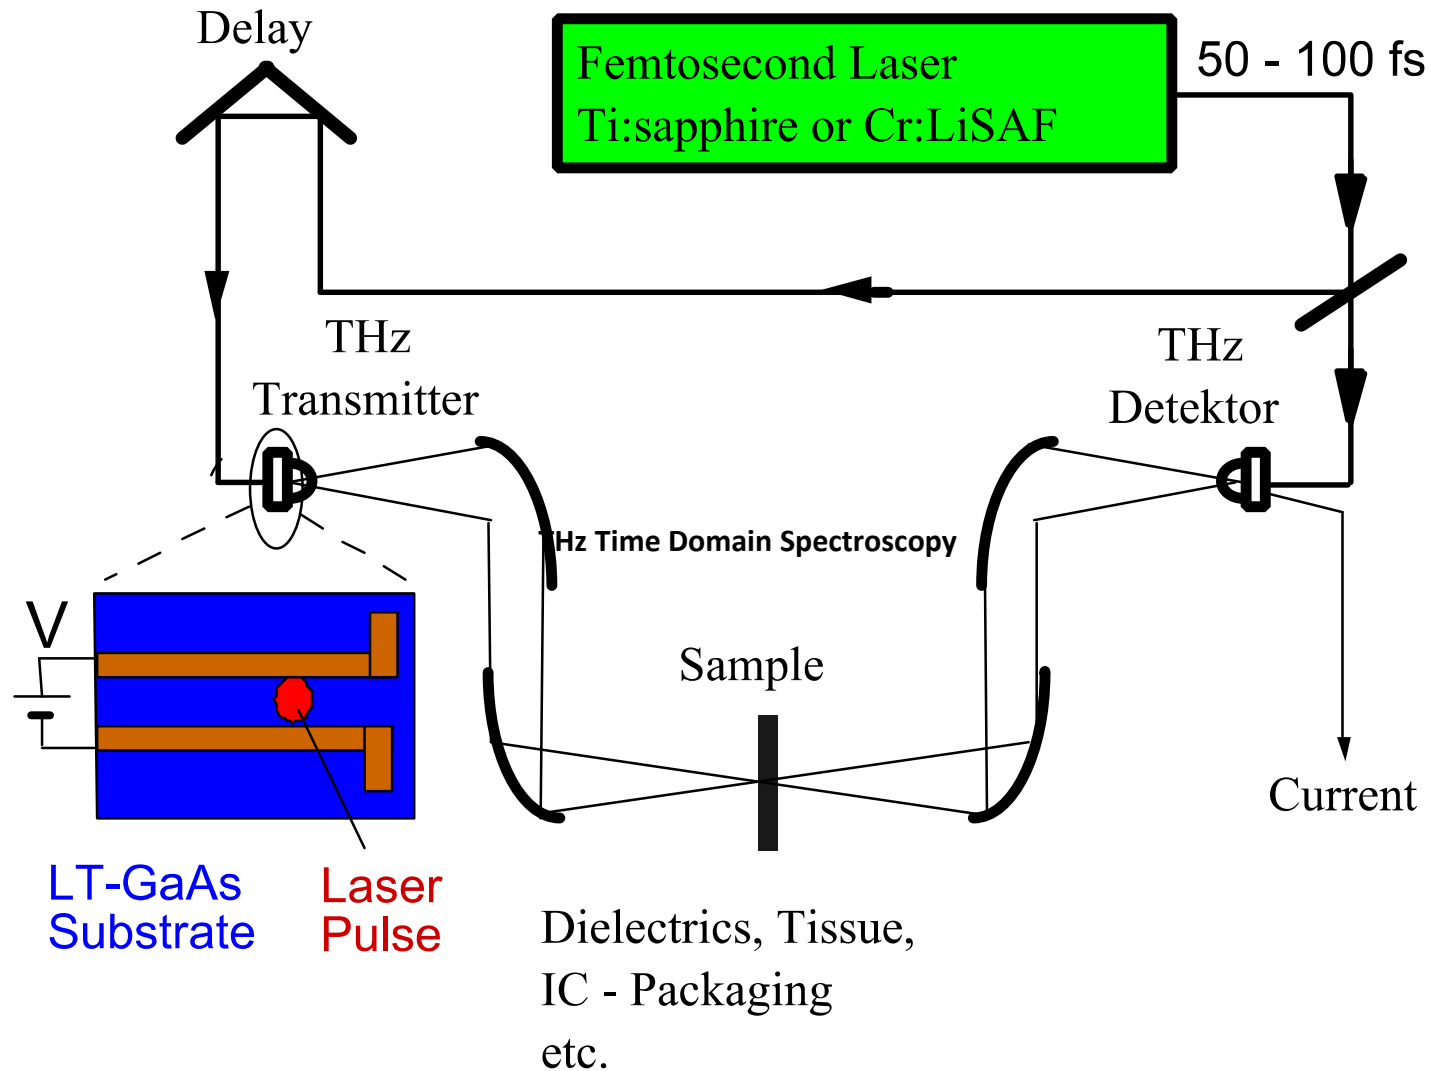 Delay
Femtosecond Laser
Ti:sapphire or Cr:LiSAF
50 - 100 fs
THz
Transmitter
THz
Detektor
THz Time Domain Spectroscopy
V
Sample
Current
LT-GaAs
Substrate
Laser
Pulse
Dielectrics, Tissue,
IC - Packaging
etc.